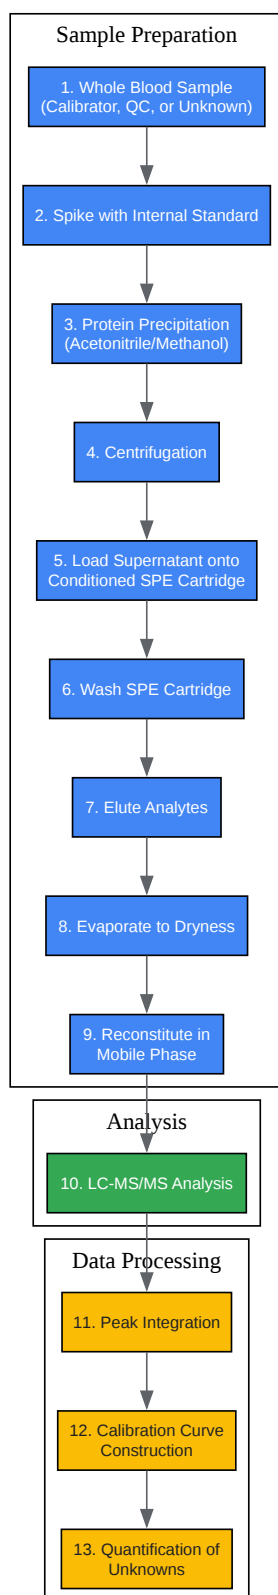 Sample Preparation
1. Whole Blood Sample
(Calibrator, QC, or Unknown)
2. Spike with Internal Standard
3. Protein Precipitation
(Acetonitrile/Methanol)
4. Centrifugation
5. Load Supernatant onto
Conditioned SPE Cartridge
6. Wash SPE Cartridge
7. Elute Analytes
8. Evaporate to Dryness
9. Reconstitute in
Mobile Phase
Analysis
10. LC-MS/MS Analysis
Data Processing
11. Peak Integration
12. Calibration Curve
Construction
13. Quantification of
Unknowns